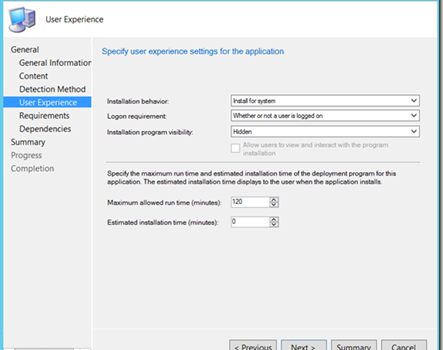 User Experience
General
General Information
Content
Detection Method
User Experience
Requirements
Dependencies
Summary
Progress
Completion
Specify user experience settings for the application
Installation behavior: Install for system
Logon requirement: Whether or not a user is logged on
Installation program visibility: Hidden
Allow users to view and interact with the program
installation
Specify the maximum run time and estimated installation time of the deployment program for this
application. The estimated installation time displays to the user when the application installs.
Maximum allowed run time (minutes): 120
Estimated installation time (minutes): 0
< Previous Next > Summary Cancel